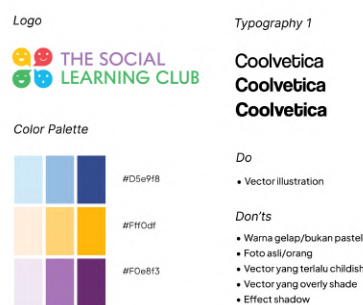 Logo
THE SOCIAL
LEARNING CLUB
Color Palette
#D5e9f8
#Fff0df
#F0e8f3
Typography 1
Coolvetica
Coolvetica
Coolvetica
Do
• Vector illustration
Don'ts
• Warna gelap/bukan pastel
• Foto asli/orang
• Vector yang terlalu childish
• Vector yang overly shade
• Effect shadow